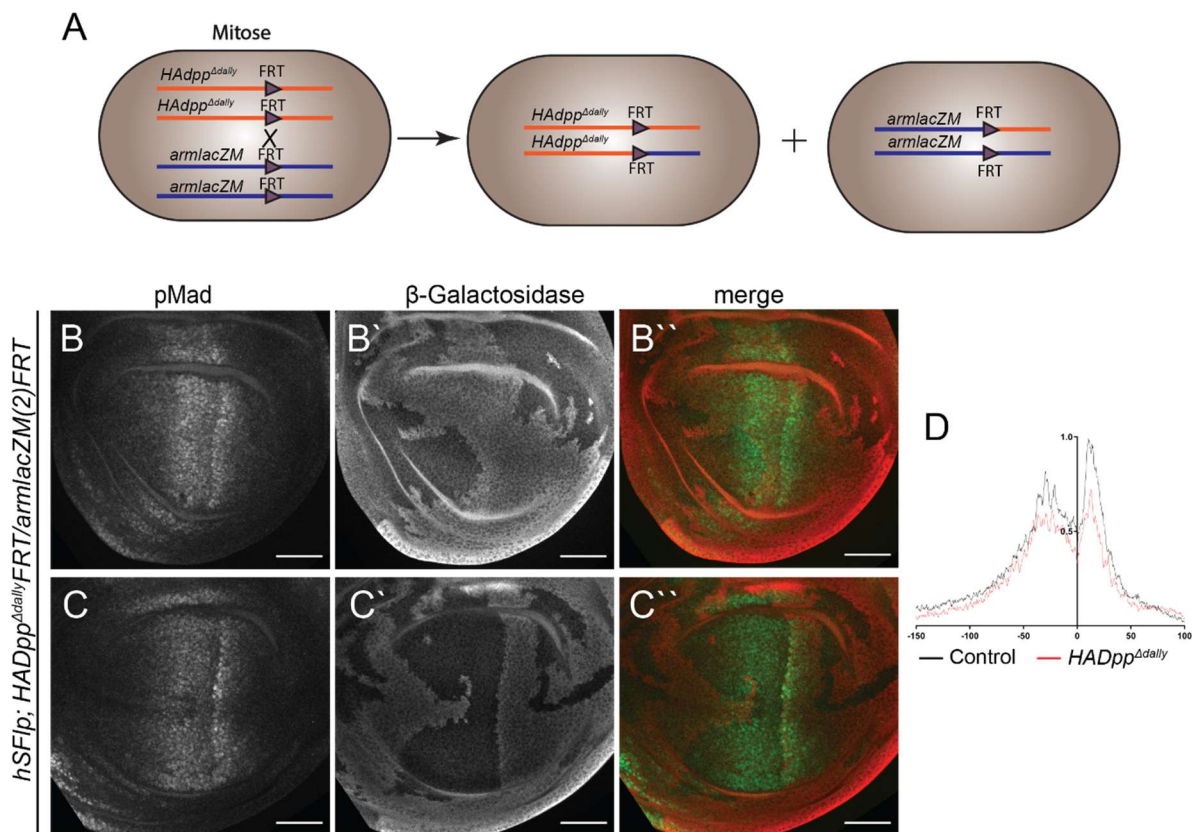 A
Mitose
HAdpp^Δdally
FRT
HAdpp^Δdally
FRT
X
FRT
armlacZM
FRT
armlacZM
HAdpp^Δdally
FRT
HAdpp^Δdally
FRT
+
armlacZM
FRT
armlacZM
FRT
pMad
β-Galactosidase
merge
hSFlp; HADpp^ΔdallyFRT/armlacZM(2)FRT
B
B`
B``
C
C`
C``
D
1.0
0.5
-150 -100 -50 0 50 100
Control
HADpp^Δdally